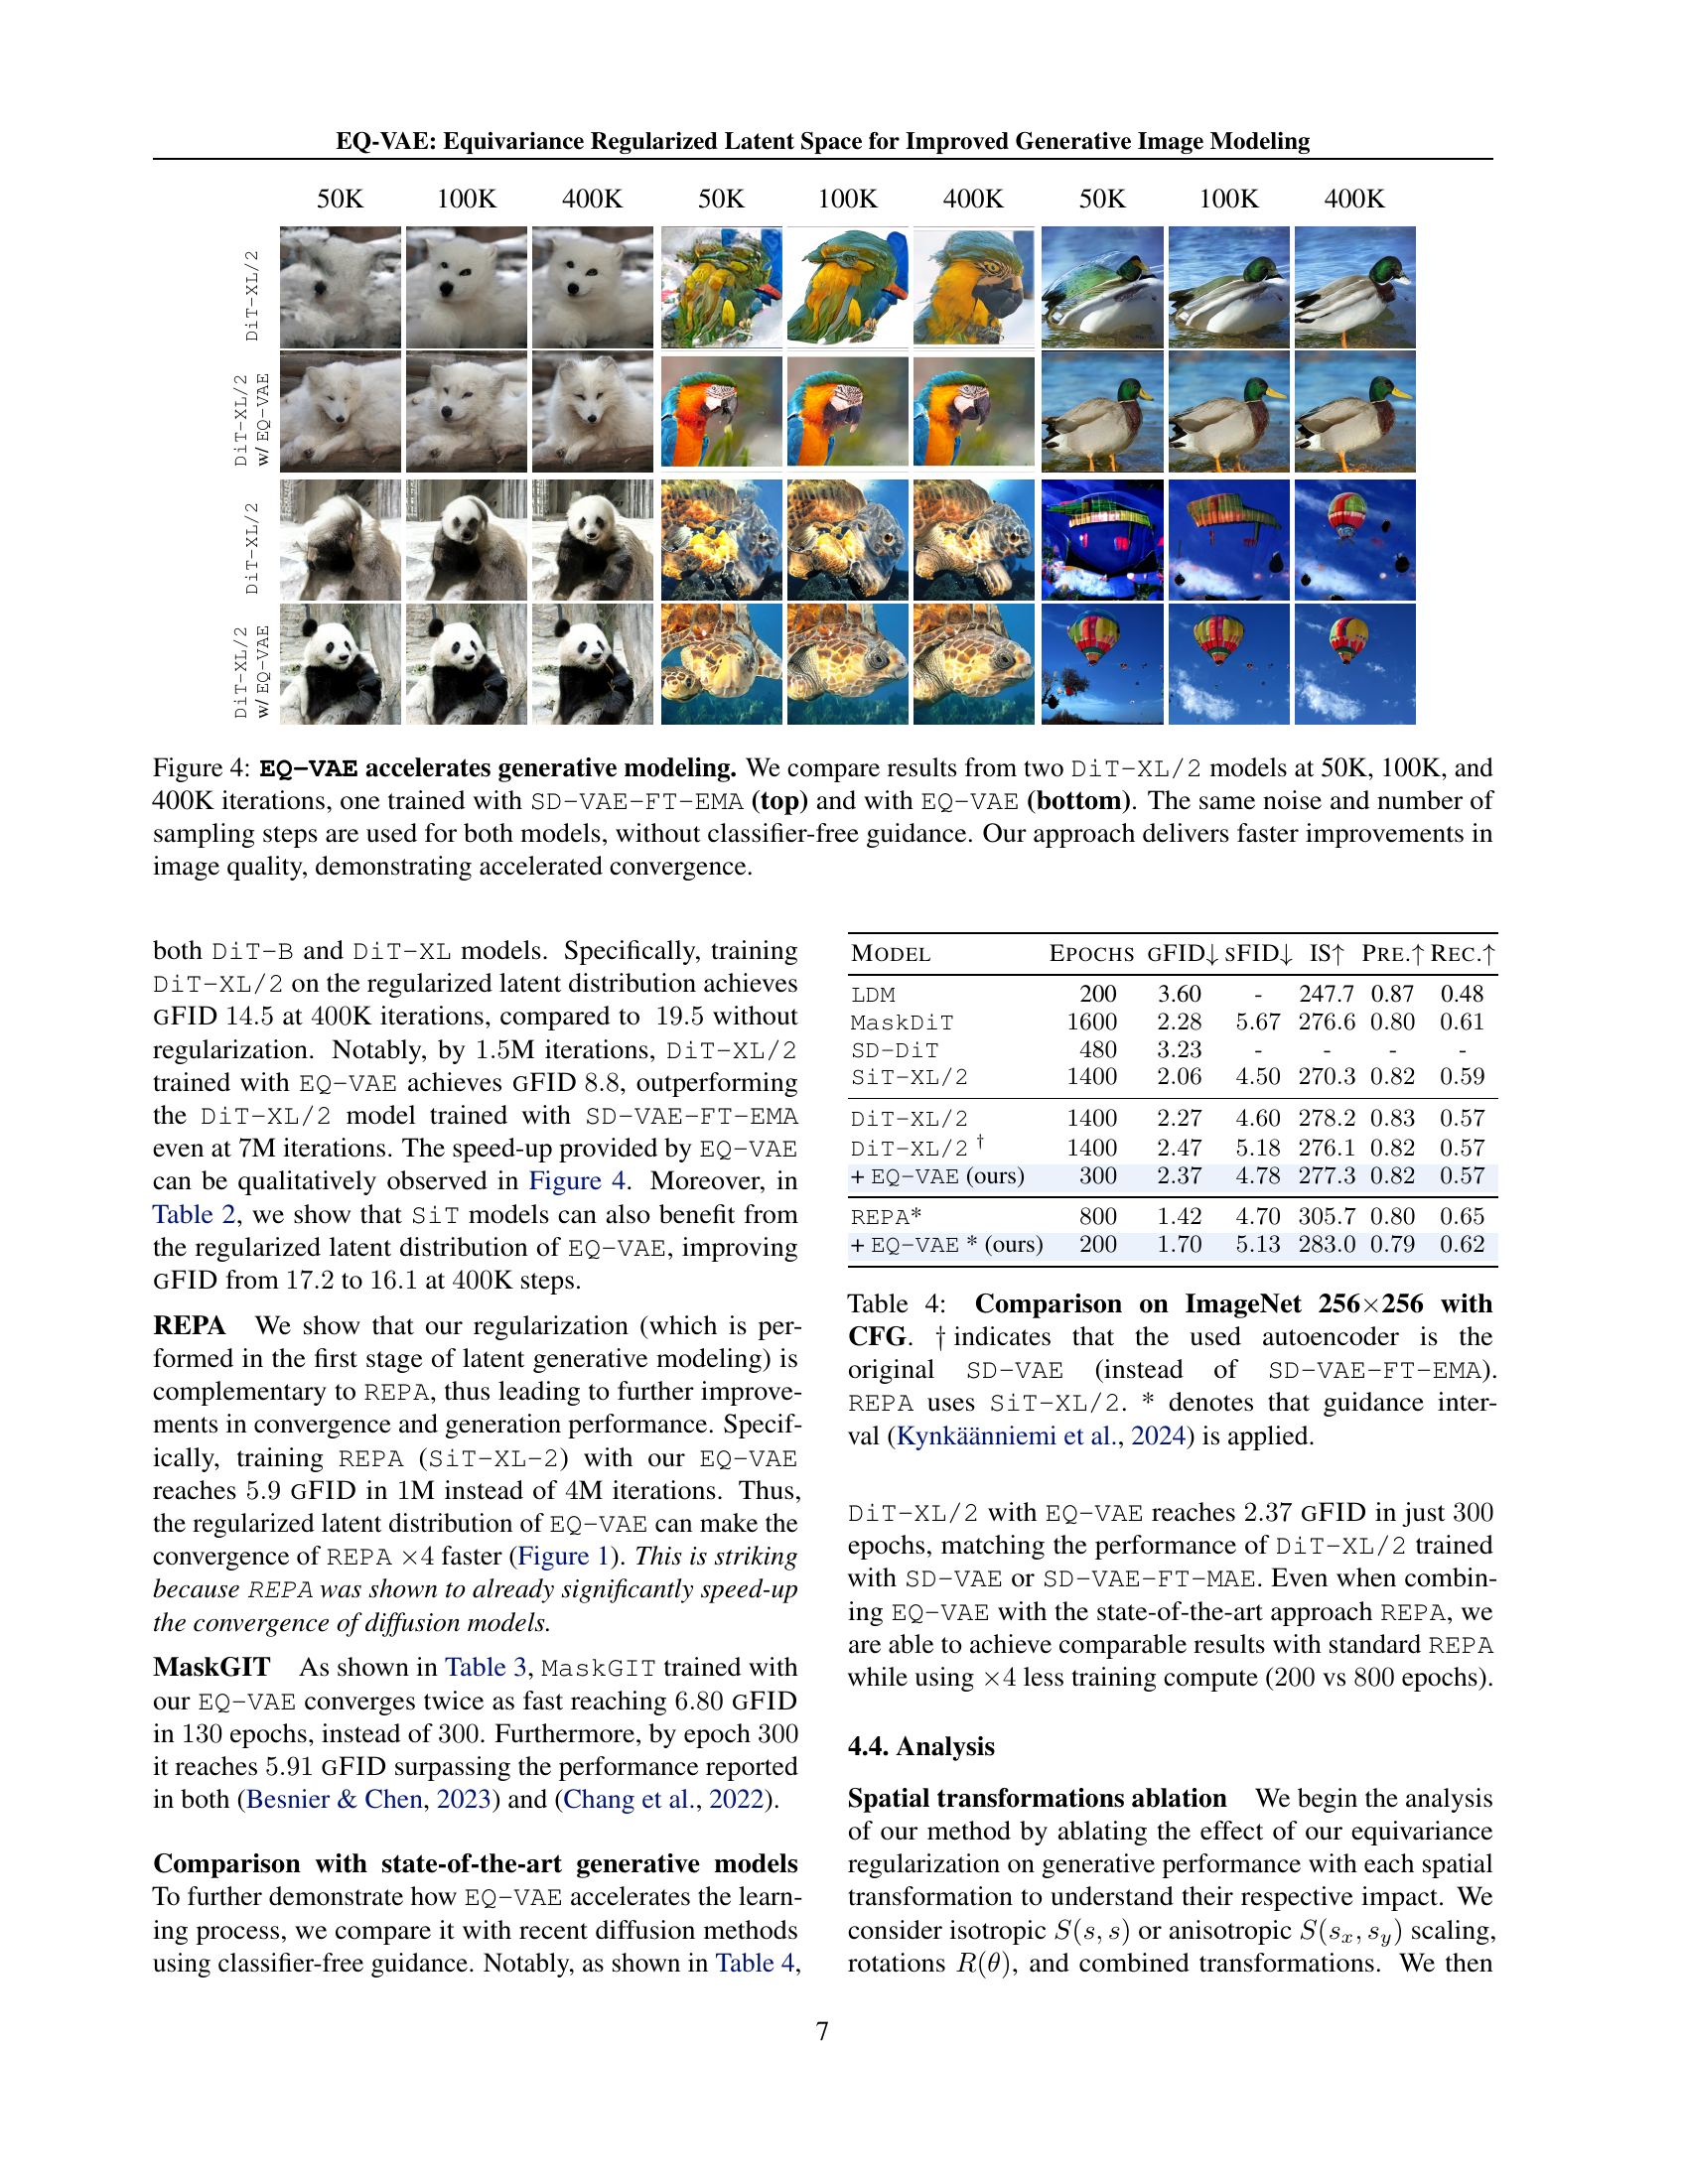 EQ-VAE: Equivariance Regularized Latent Space for Improved Generative Image Modeling
50K 100K 400K 50K 100K 400K 50K 100K 400K
DiT-XL/2
DiT-XL/2
w/ EQ-VAE
DiT-XL/2
DiT-XL/2
w/ EQ-VAE
Figure 4: EQ-VAE accelerates generative modeling. We compare results from two DiT-XL/2 models at 50K, 100K, and
400K iterations, one trained with SD-VAE-FT-EMA (top) and with EQ-VAE (bottom). The same noise and number of
sampling steps are used for both models, without classifier-free guidance. Our approach delivers faster improvements in
image quality, demonstrating accelerated convergence.
both DiT-B and DiT-XL models. Specifically, training
DiT-XL/2 on the regularized latent distribution achieves
GFID 14.5 at 400K iterations, compared to 19.5 without
regularization. Notably, by 1.5M iterations, DiT-XL/2
trained with EQ-VAE achieves GFID 8.8, outperforming
the DiT-XL/2 model trained with SD-VAE-FT-EMA
even at 7M iterations. The speed-up provided by EQ-VAE
can be qualitatively observed in Figure 4. Moreover, in
Table 2, we show that SiT models can also benefit from
the regularized latent distribution of EQ-VAE, improving
GFID from 17.2 to 16.1 at 400K steps.
REPA We show that our regularization (which is per-
formed in the first stage of latent generative modeling) is
complementary to REPA, thus leading to further improve-
ments in convergence and generation performance. Specif-
ically, training REPA (SiT-XL-2) with our EQ-VAE
reaches 5.9 GFID in 1M instead of 4M iterations. Thus,
the regularized latent distribution of EQ-VAE can make the
convergence of REPA ×4 faster (Figure 1). This is striking
because REPA was shown to already significantly speed-up
the convergence of diffusion models.
MaskGIT As shown in Table 3, MaskGIT trained with
our EQ-VAE converges twice as fast reaching 6.80 GFID
in 130 epochs, instead of 300. Furthermore, by epoch 300
it reaches 5.91 GFID surpassing the performance reported
in both (Besnier & Chen, 2023) and (Chang et al., 2022).
Comparison with state-of-the-art generative models
To further demonstrate how EQ-VAE accelerates the learn-
ing process, we compare it with recent diffusion methods
using classifier-free guidance. Notably, as shown in Table 4,
MODEL EPOCHS GFID↓ SFID↓ IS↑ PRE.↑ REC.↑
LDM 200 3.60 - 247.7 0.87 0.48
MaskDiT 1600 2.28 5.67 276.6 0.80 0.61
SD-DiT 480 3.23 - - - -
SiT-XL/2 1400 2.06 4.50 270.3 0.82 0.59
DiT-XL/2 1400 2.27 4.60 278.2 0.83 0.57
DiT-XL/2 † 1400 2.47 5.18 276.1 0.82 0.57
+ EQ-VAE (ours) 300 2.37 4.78 277.3 0.82 0.57
REPA* 800 1.42 4.70 305.7 0.80 0.65
+ EQ-VAE * (ours) 200 1.70 5.13 283.0 0.79 0.62
Table 4: Comparison on ImageNet 256×256 with
CFG. † indicates that the used autoencoder is the
original SD-VAE (instead of SD-VAE-FT-EMA).
REPA uses SiT-XL/2. * denotes that guidance inter-
val (Kynkäänniemi et al., 2024) is applied.
DiT-XL/2 with EQ-VAE reaches 2.37 GFID in just 300
epochs, matching the performance of DiT-XL/2 trained
with SD-VAE or SD-VAE-FT-MAE. Even when combin-
ing EQ-VAE with the state-of-the-art approach REPA, we
are able to achieve comparable results with standard REPA
while using ×4 less training compute (200 vs 800 epochs).
4.4. Analysis
Spatial transformations ablation We begin the analysis
of our method by ablating the effect of our equivariance
regularization on generative performance with each spatial
transformation to understand their respective impact. We
consider isotropic S(s, s) or anisotropic S(s_x, s_y) scaling,
rotations R(θ), and combined transformations. We then
7